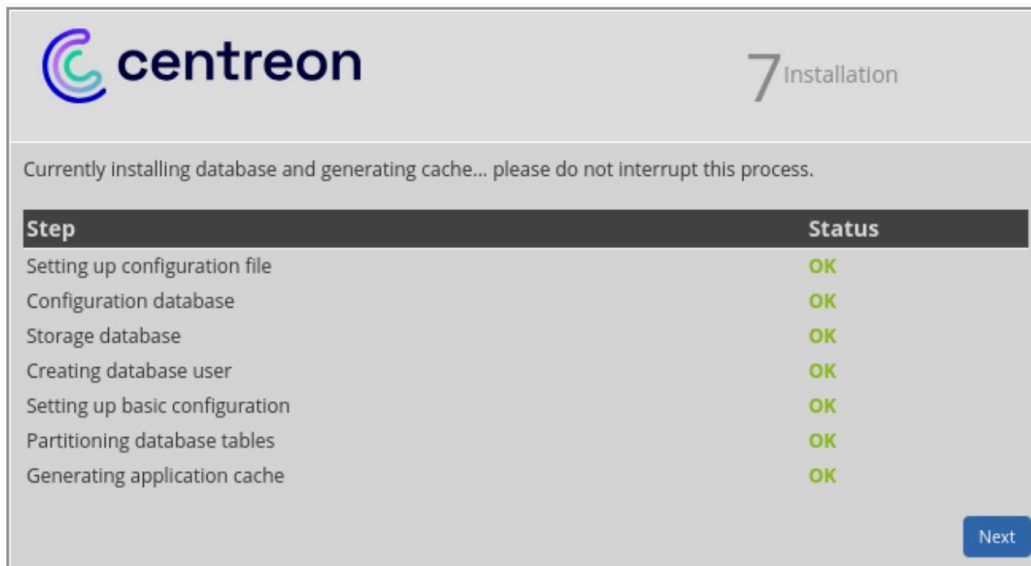 centreon
7 Installation
Currently installing database and generating cache... please do not interrupt this process.
Step Status
Setting up configuration file OK
Configuration database OK
Storage database OK
Creating database user OK
Setting up basic configuration OK
Partitioning database tables OK
Generating application cache OK
Next